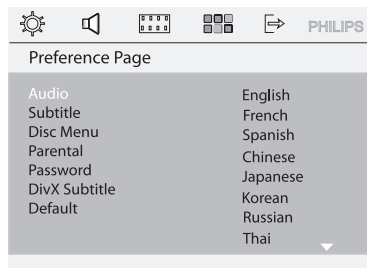 PHILIPS
Preference Page
Audio
Subtitle
Disc Menu
Parental
Password
DivX Subtitle
Default
English
French
Spanish
Chinese
Japanese
Korean
Russian
Thai